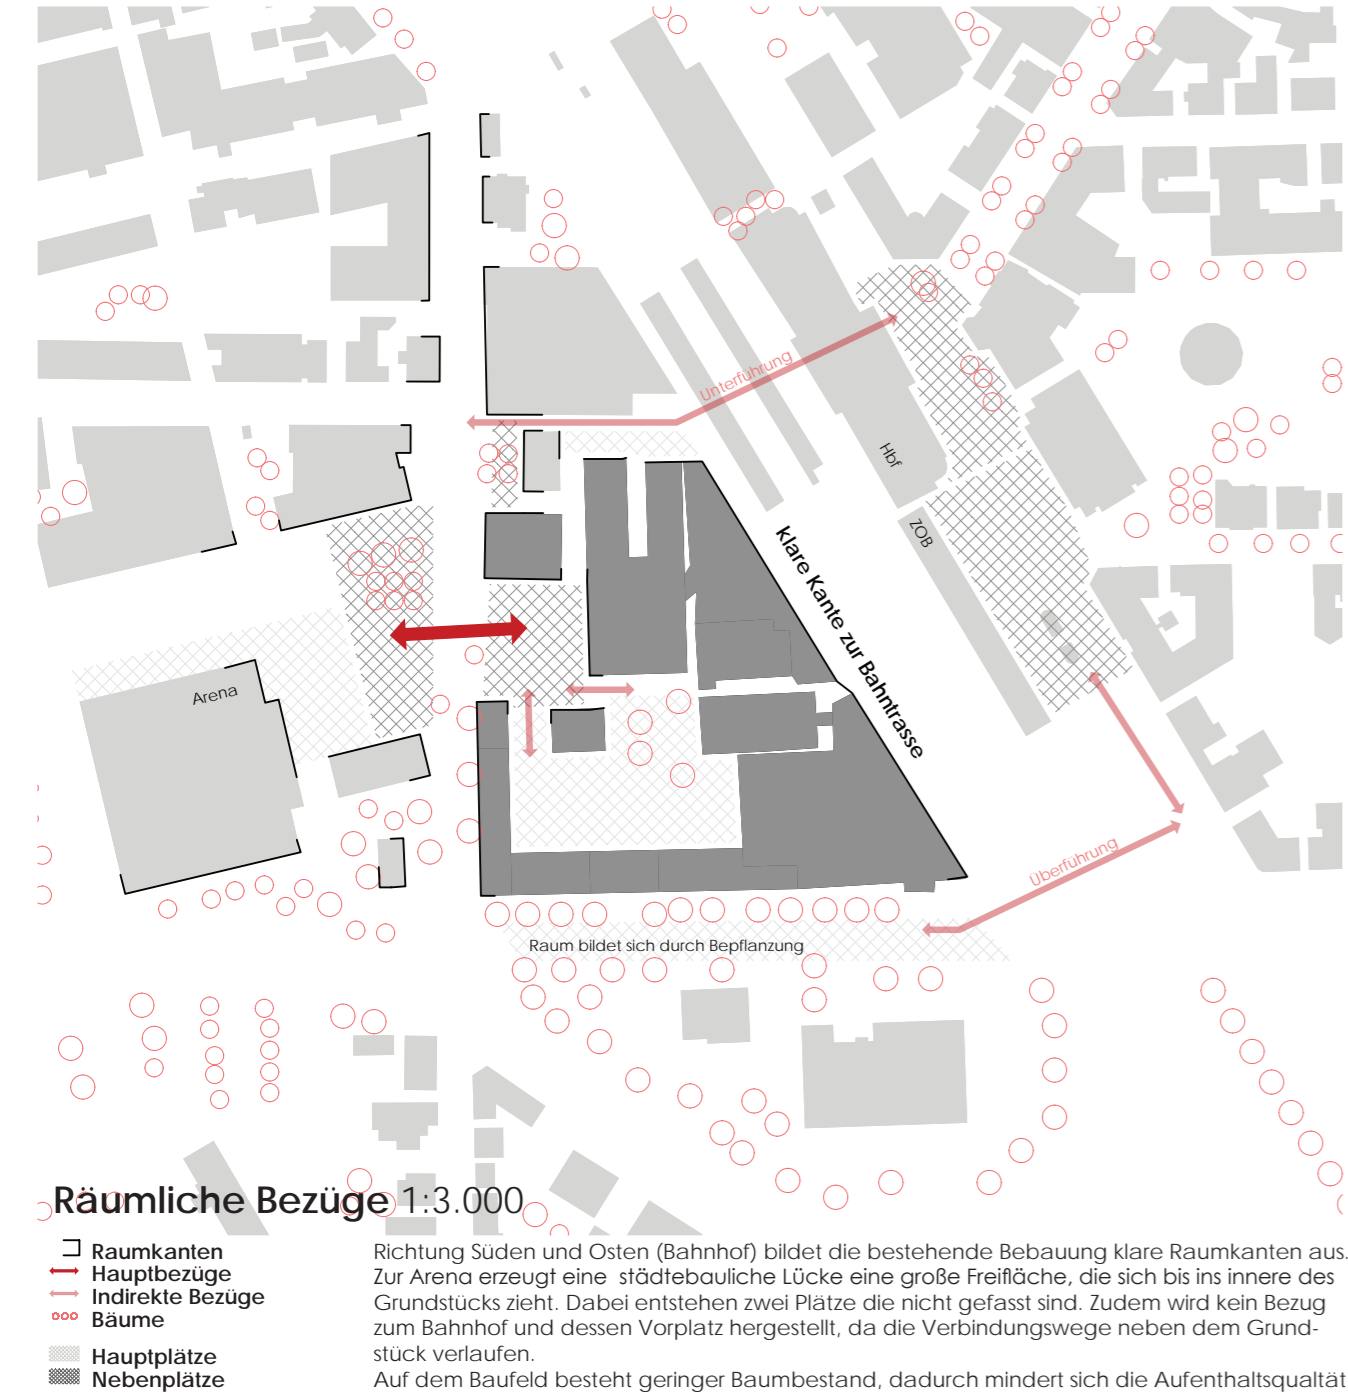 Unterführung
Hbf
ZOB
klare Kante zur Bahntrasse
Arena
Überführung
Raum bildet sich durch Bepflanzung
Räumliche Bezüge 1:3.000
Raumkanten
Hauptbezüge
Indirekte Bezüge
Bäume
Hauptplätze
Nebenplätze
Richtung Süden und Osten (Bahnhof) bildet die bestehende Bebauung klare Raumkanten aus.
Zur Arena erzeugt eine städtebauliche Lücke eine große Freifläche, die sich bis ins innere des
Grundstücks zieht. Dabei entstehen zwei Plätze die nicht gefasst sind. Zudem wird kein Bezug
zum Bahnhof und dessen Vorplatz hergestellt, da die Verbindungswege neben dem Grund-
stück verlaufen.
Auf dem Baufeld besteht geringer Baumbestand, dadurch mindert sich die Aufenthaltsqualtät